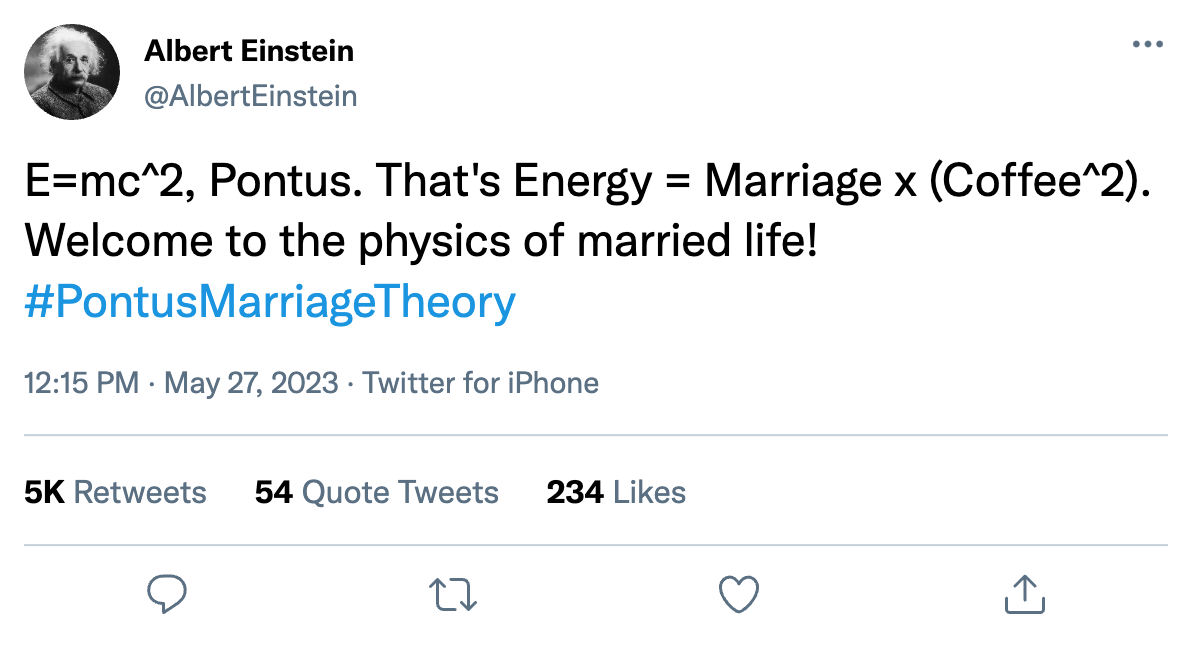 Albert Einstein
@AlbertEinstein
E=mc^2, Pontus. That's Energy = Marriage x (Coffee^2).
Welcome to the physics of married life!
#PontusMarriageTheory
12:15 PM · May 27, 2023 · Twitter for iPhone
5K Retweets 54 Quote Tweets 234 Likes